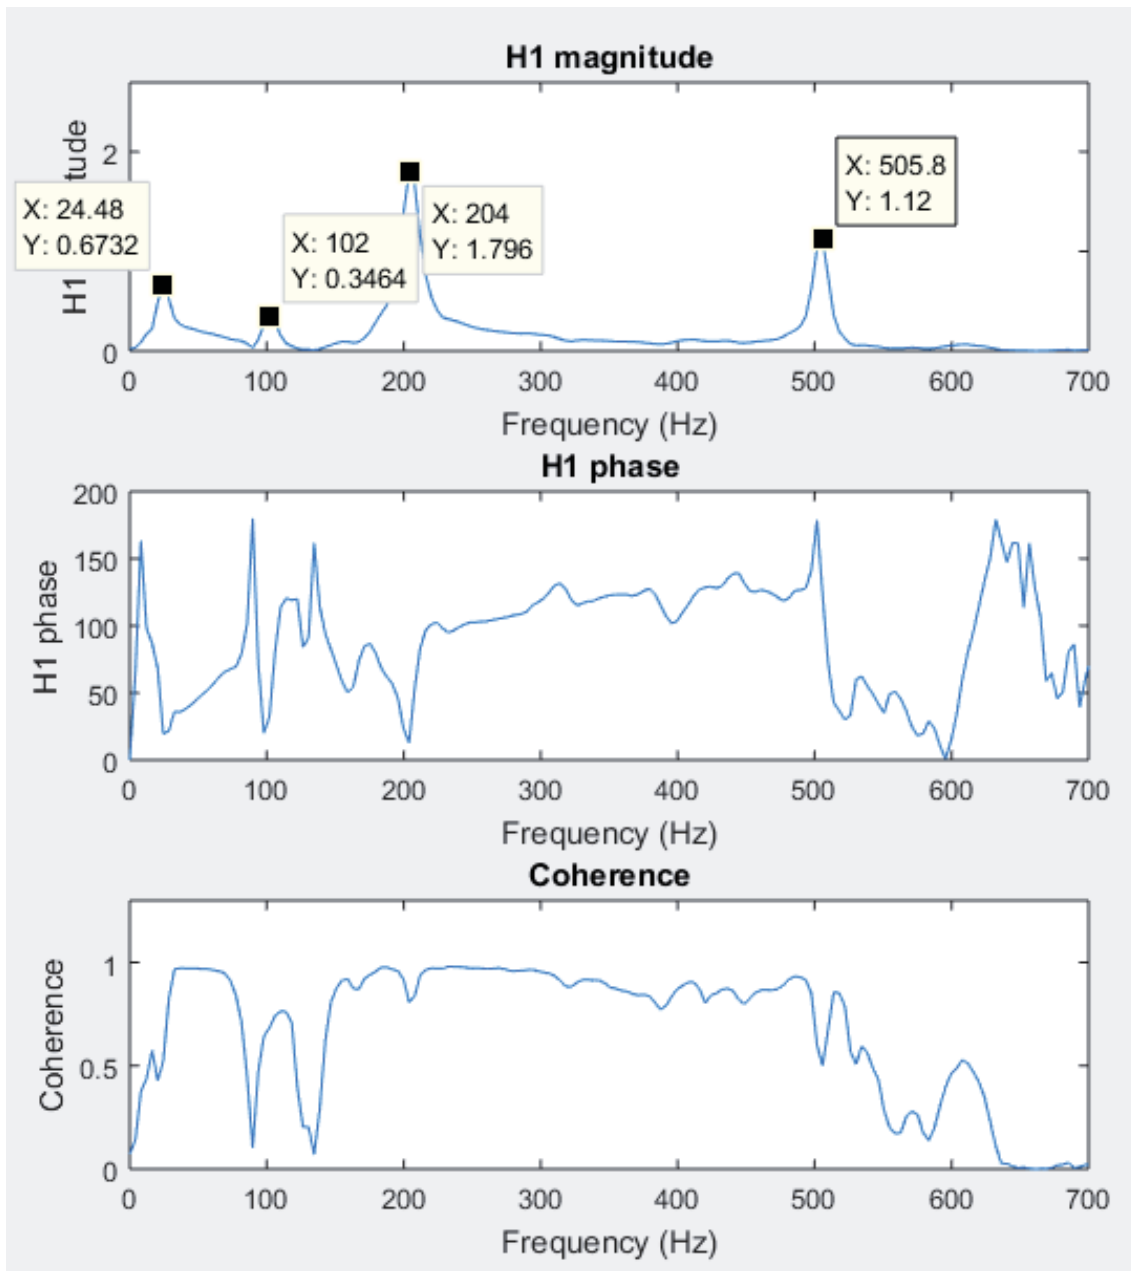 H1 magnitude
2
0
H1
tude
X: 24.48
Y: 0.6732
X: 102
Y: 0.3464
X: 204
Y: 1.796
X: 505.8
Y: 1.12
0 100 200 300 400 500 600 700
Frequency (Hz)
H1 phase
200
150
100
50
0
H1 phase
0 100 200 300 400 500 600 700
Frequency (Hz)
Coherence
1
0.5
0
Coherence
0 100 200 300 400 500 600 700
Frequency (Hz)